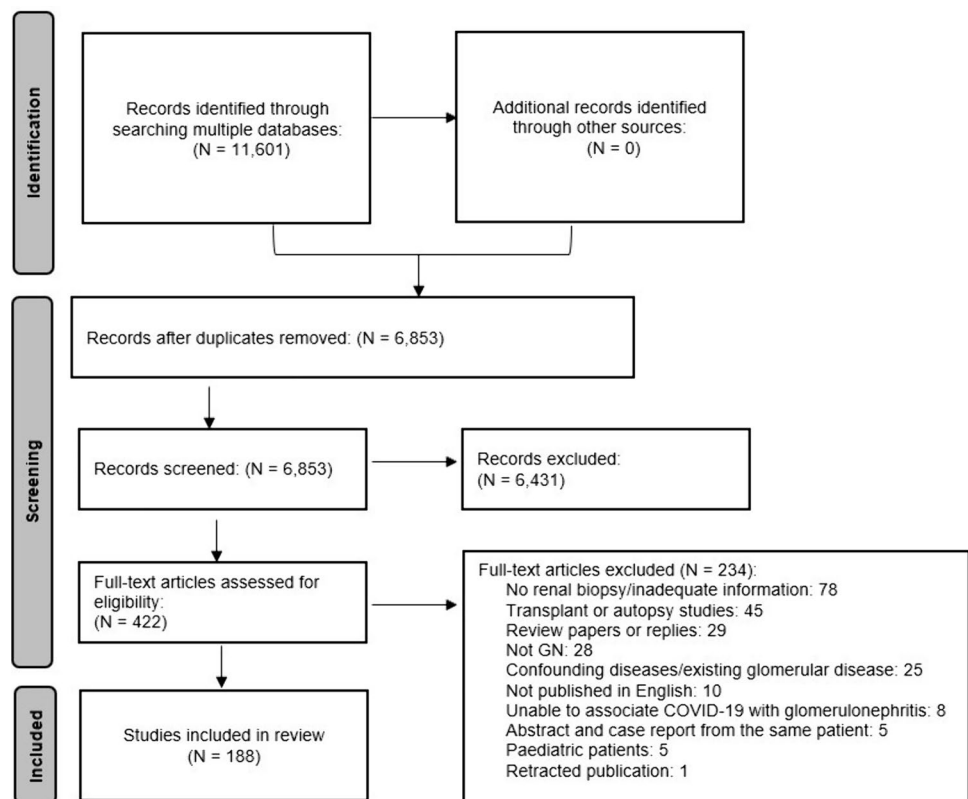 Identification
Records identified through
searching multiple databases:
(N = 11,601)
Additional records identified
through other sources:
(N = 0)
Screening
Records after duplicates removed: (N = 6,853)
Records screened: (N = 6,853)
Records excluded:
(N = 6,431)
Full-text articles assessed for
eligibility:
(N = 422)
Full-text articles excluded (N = 234):
No renal biopsy/inadequate information: 78
Transplant or autopsy studies: 45
Review papers or replies: 29
Not GN: 28
Confounding diseases/existing glomerular disease: 25
Not published in English: 10
Unable to associate COVID-19 with glomerulonephritis: 8
Abstract and case report from the same patient: 5
Paediatric patients: 5
Retracted publication: 1
Included
Studies included in review
(N = 188)